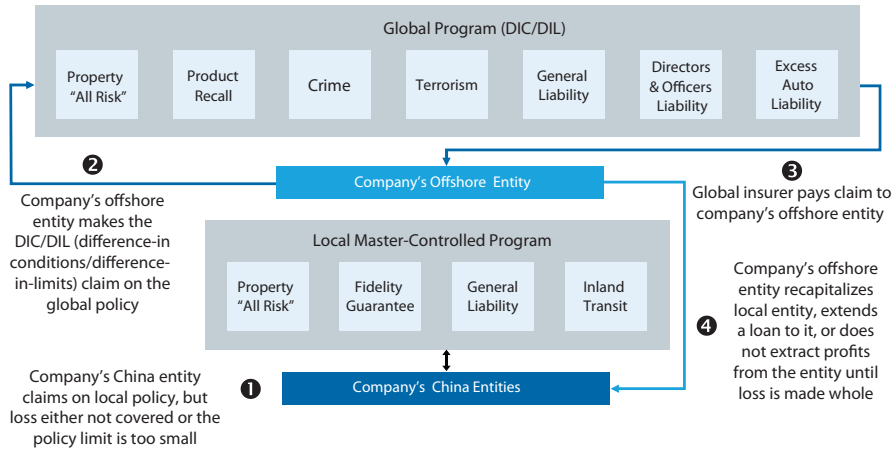 Global Program (DIC/DIL)
Property
“All Risk”
Product
Recall
Crime
Terrorism
General
Liability
Directors
& Officers
Liability
Excess
Auto
Liability
❷
Company’s offshore
entity makes the
DIC/DIL (difference-in
conditions/difference-
in-limits) claim on the
global policy
Company’s Offshore Entity
❸
Global insurer pays claim to
company’s offshore entity
Local Master-Controlled Program
Property
“All Risk”
Fidelity
Guarantee
General
Liability
Inland
Transit
❹
Company’s offshore
entity recapitalizes
local entity, extends
a loan to it, or does
not extract profits
from the entity until
loss is made whole
Company’s China entity
claims on local policy, but
loss either not covered or the
policy limit is too small
❶
Company’s China Entities